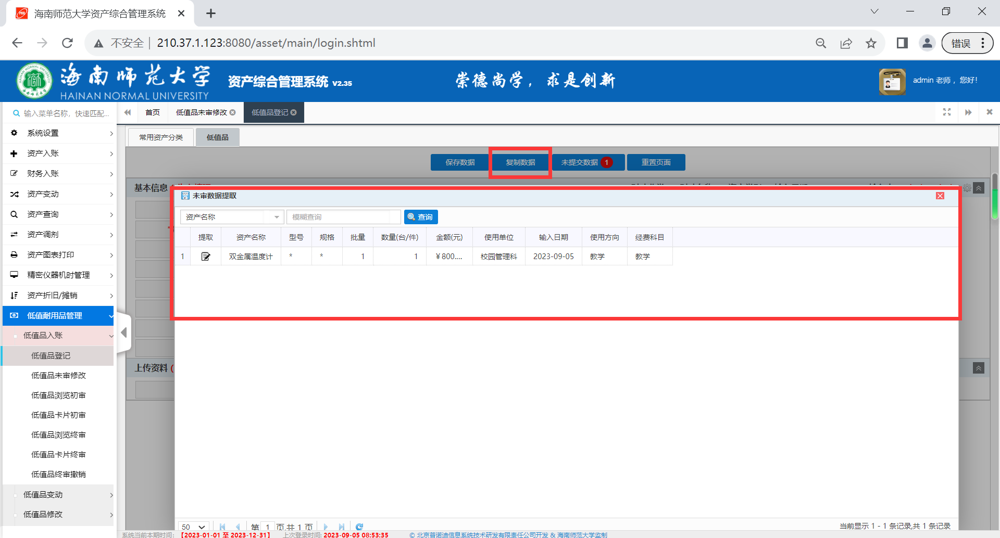 海南师范大学资产综合管理系统
不安全 210.37.1.123:8080/asset/main/login.shtml
错误
海南师范大学
HAINAN NORMAL UNIVERSITY
资产综合管理系统 V2.35
崇德尚学，求是创新
admin 老师，您好!
输入菜单名称，快速匹配...
首页 低值品未审修改 低值品登记
系统设置
资产入账
财务入账
资产变动
资产查询
资产调剂
资产图表打印
精密仪器机时管理
资产折旧/摊销
低值耐用品管理
低值品入账
低值品登记
低值品未审修改
低值品浏览初审
低值品卡片初审
低值品浏览终审
低值品卡片终审
低值品终审撤销
低值品变动
低值品修改
常用资产分类 低值品
保存数据 复制数据 未提交数据 1 重置页面
基本信息
未审数据提取
资产名称 模糊查询 查询
提取 资产名称 型号 规格 批量 数量(台/件) 金额(元) 使用单位 输入日期 使用方向 经费科目
1 双金属温度计 * * 1 1 ￥800.... 校园管理科 2023-09-05 教学 教学
上传资料 (
50 第 1 页,共 1 页 当前显示 1 - 1 条记录,共 1 条记录
系统当前本期时间: 【2023-01-01 至 2023-12-31】 上次登录时间: 2023-09-05 08:53:35 © 北京普诺迪信息系统技术研发有限责任公司开发 & 海南师范大学监制